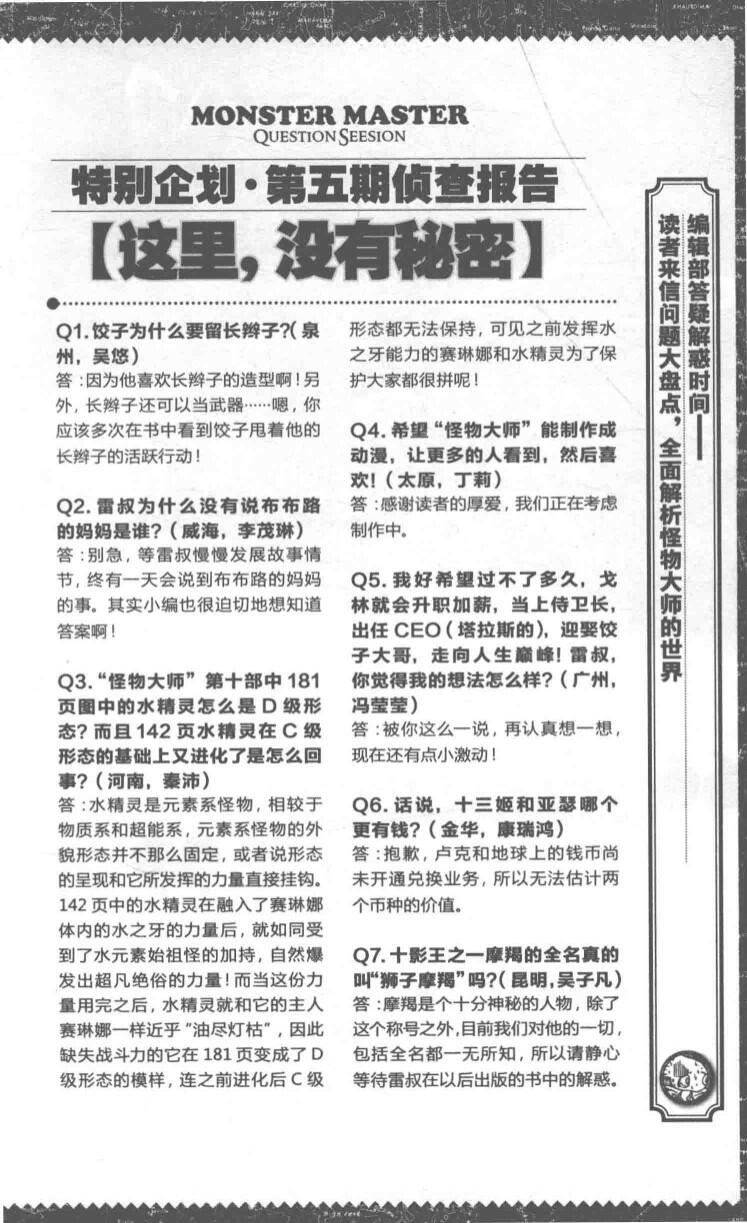 MONSTER MASTER
QUESTION SEESION
特别企划·第五期侦查报告
【这里，没有秘密】
Q1.饺子为什么要留长辫子?（泉
州，吴悠）
答：因为他喜欢长辫子的造型啊！另
外，长辫子还可以当武器……嗯，你
应该多次在书中看到饺子甩着他的
长辫子的活跃行动！
Q2.雷叔为什么没有说布布路
的妈妈是谁?（威海，李茂琳）
答：别急，等雷叔慢慢发展故事情
节，终有一天会说到布布路的妈妈
的事。其实小编也很迫切地想知道
答案啊！
Q3.“怪物大师”第十部中181
页图中的水精灵怎么是D级形
态?而且142页水精灵在C级
形态的基础上又进化了是怎么回
事?（河南，秦沛）
答：水精灵是元素系怪物，相较于
物质系和超能系，元素系怪物的外
貌形态并不那么固定，或者说形态
的呈现和它所发挥的力量直接挂钩。
142页中的水精灵在融入了赛琳娜
体内的水之牙的力量后，就如同受
到了水元素始祖怪的加持，自然爆
发出超凡绝俗的力量！而当这份力
量用完之后，水精灵就和它的主人
赛琳娜一样近乎“油尽灯枯”，因此
缺失战斗力的它在181页变成了D
级形态的模样，连之前进化后C级
形态都无法保持，可见之前发挥水
之牙能力的赛琳娜和水精灵为了保
护大家都很拼呢！
Q4.希望“怪物大师”能制作成
动漫，让更多的人看到，然后喜
欢!（太原，丁莉）
答：感谢读者的厚爱，我们正在考虑
制作中。
Q5.我好希望过不了多久，戈
林就会升职加薪，当上侍卫长，
出任CEO（塔拉斯的），迎娶饺
子大哥，走向人生巅峰！雷叔，
你觉得我的想法怎么样?（广州，
冯莹莹）
答：被你这么一说，再认真想一想，
现在还有点小激动！
Q6.话说，十三姬和亚瑟哪个
更有钱?（金华，康瑞鸿）
答：抱歉，卢克和地球上的钱币尚
未开通兑换业务，所以无法估计两
个币种的价值。
Q7.十影王之一摩羯的全名真的
叫“狮子摩羯”吗?（昆明,吴子凡）
答：摩羯是个十分神秘的人物，除了
这个称号之外,目前我们对他的一切，
包括全名都一无所知，所以请静心
等待雷叔在以后出版的书中的解惑。
编辑部答疑解惑时间——
读者来信问题大盘点，全面解析怪物大师的世界